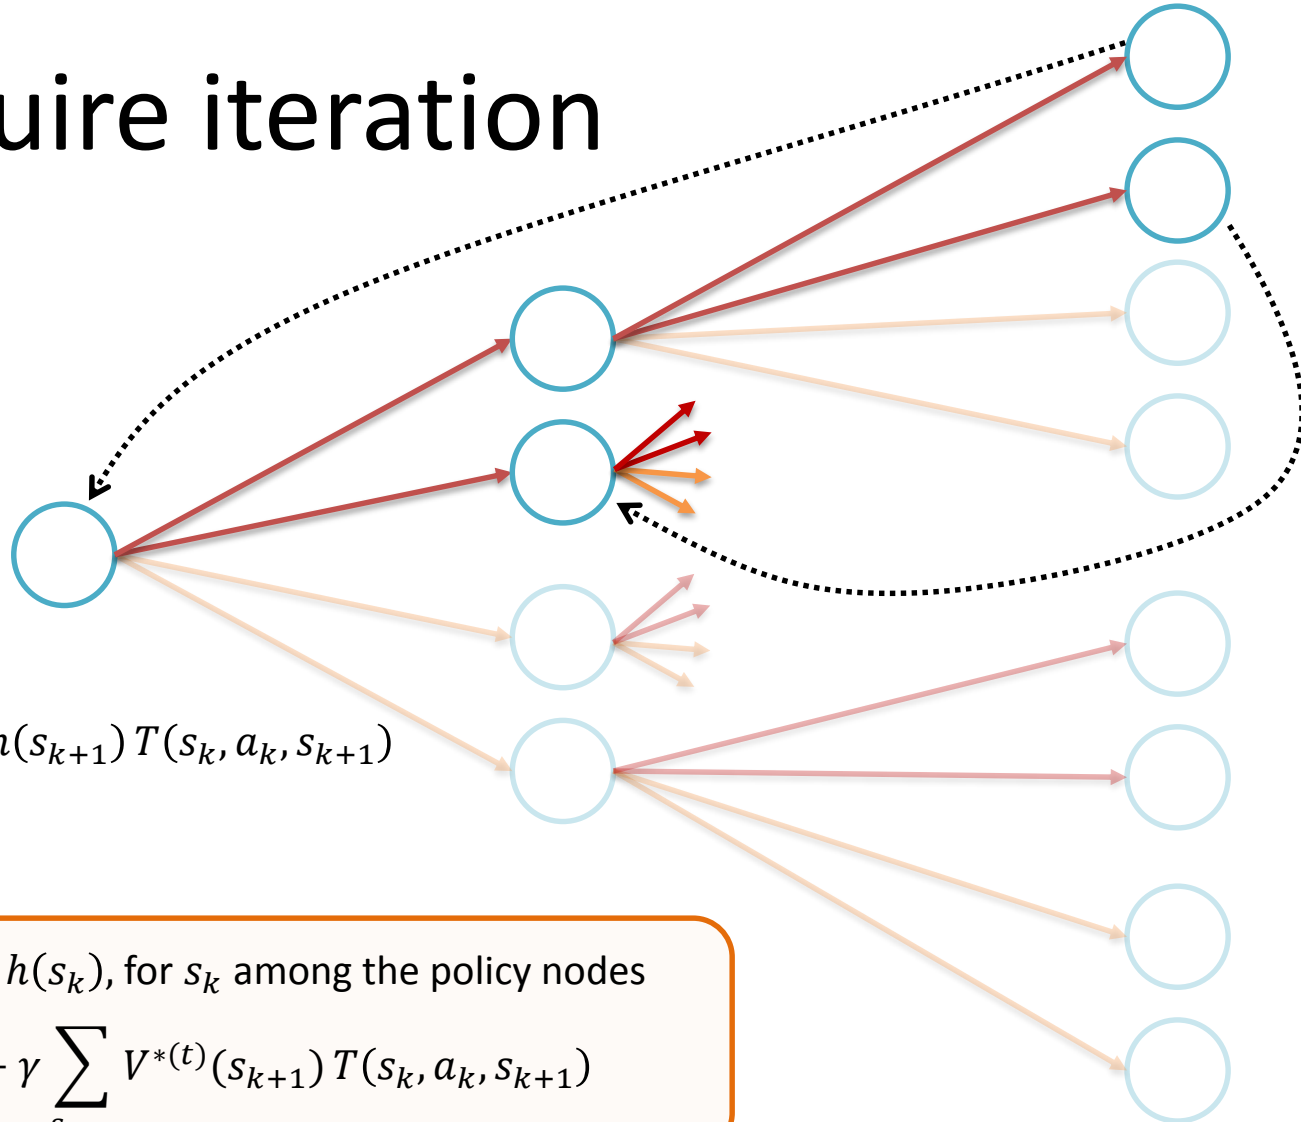 uire iteration
h(s_{k+1}) T(s_k, a_k, s_{k+1})
h(s_k), for s_k among the policy nodes
γ ∑ V^{*(t)}(s_{k+1}) T(s_k, a_k, s_{k+1})